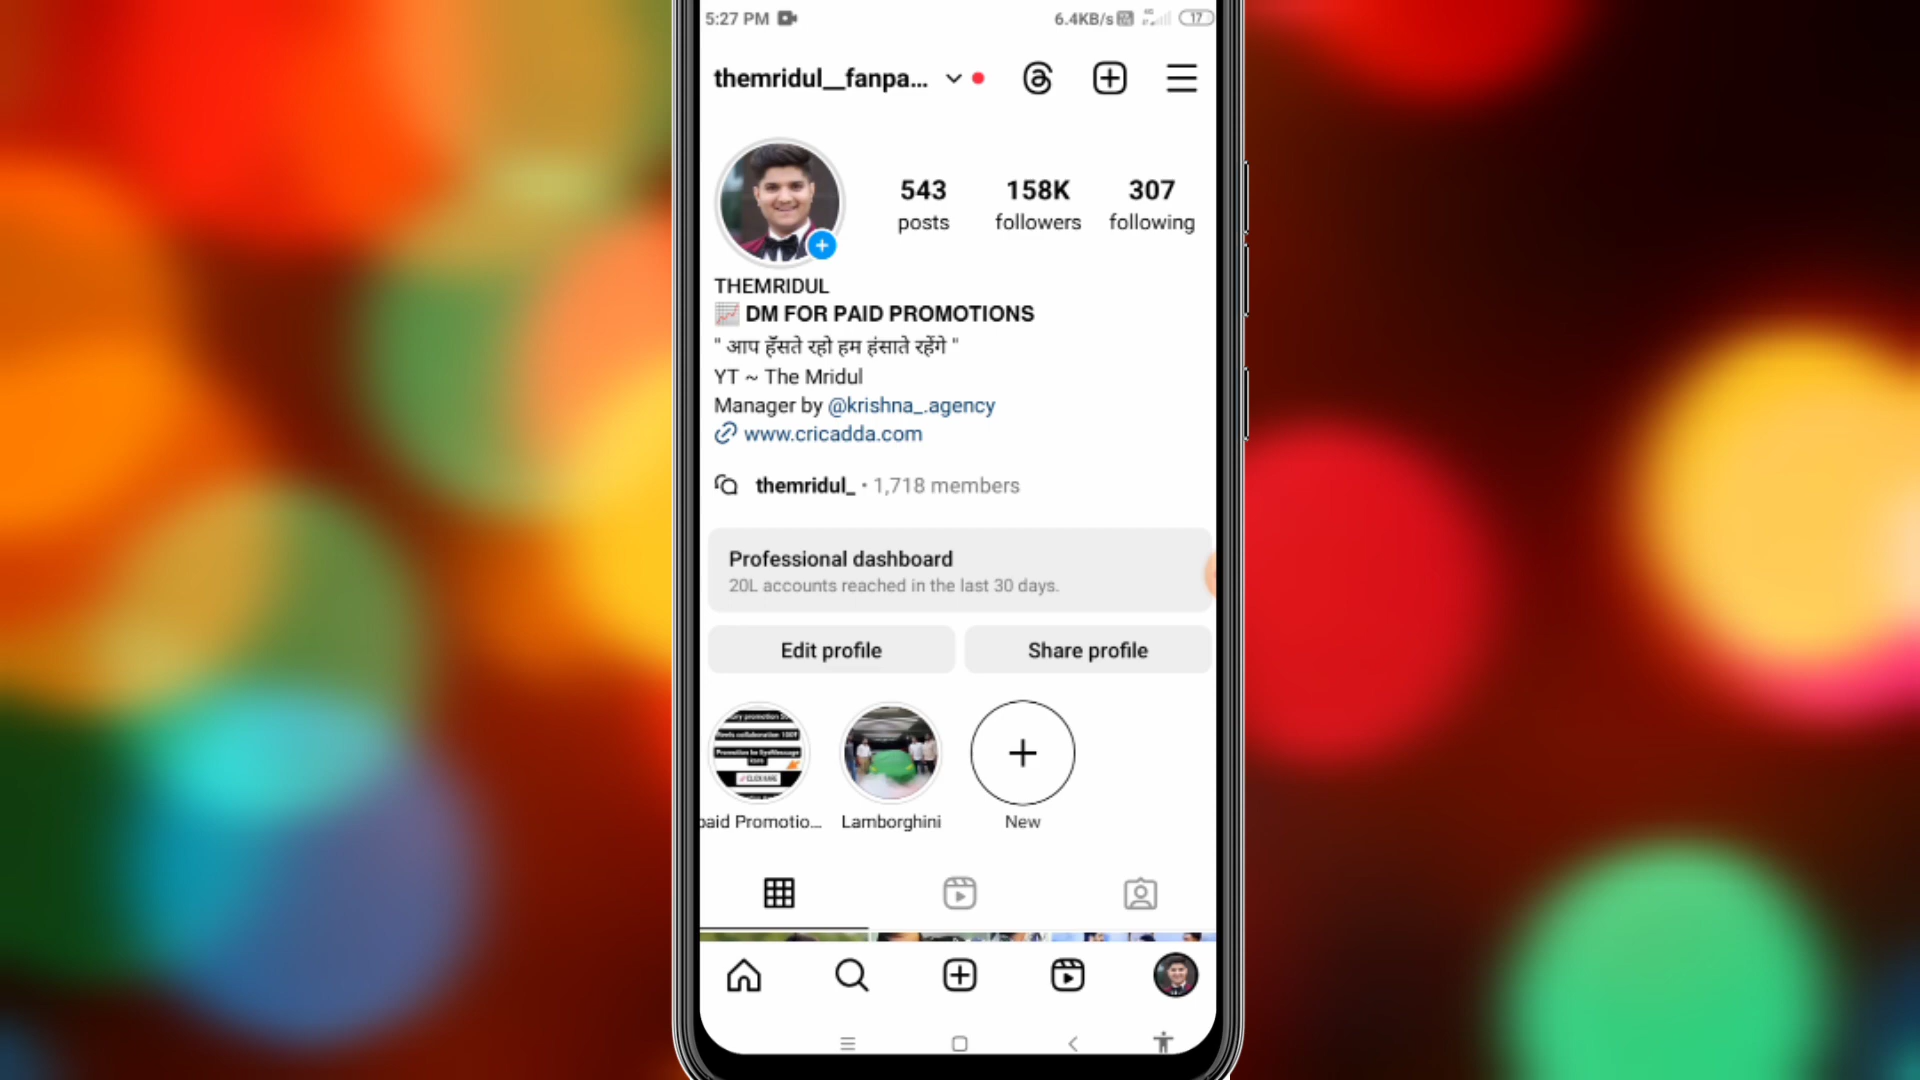 5:27 PM
6.4KB/s
17
themridul__fanpa...
543
158K
307
posts
followers
following
THEMRIDUL
📈 DM FOR PAID PROMOTIONS
" आप हँसते रहो हम हंसाते रहेंगे "
YT ~ The Mridul
Manager by @krishna_.agency
www.cricadda.com
themridul_ • 1,718 members
Professional dashboard
20L accounts reached in the last 30 days.
Edit profile
Share profile
paid Promotio...
Lamborghini
New